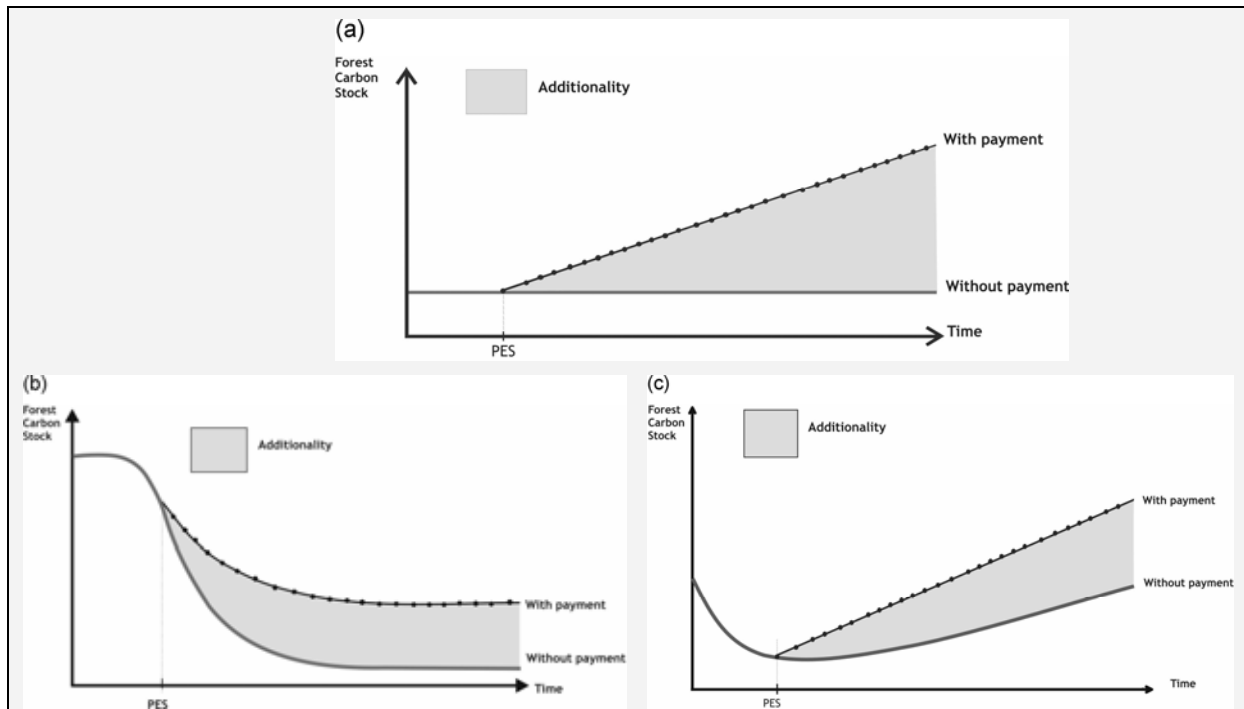 (a)
Forest
Carbon
Stock
Additionality
With payment
Without payment
Time
PES
(b)
Forest
Carbon
Stock
Additionality
With payment
Without payment
Time
PES
(c)
Forest
Carbon
Stock
Additionality
With payment
Without payment
Time
PES